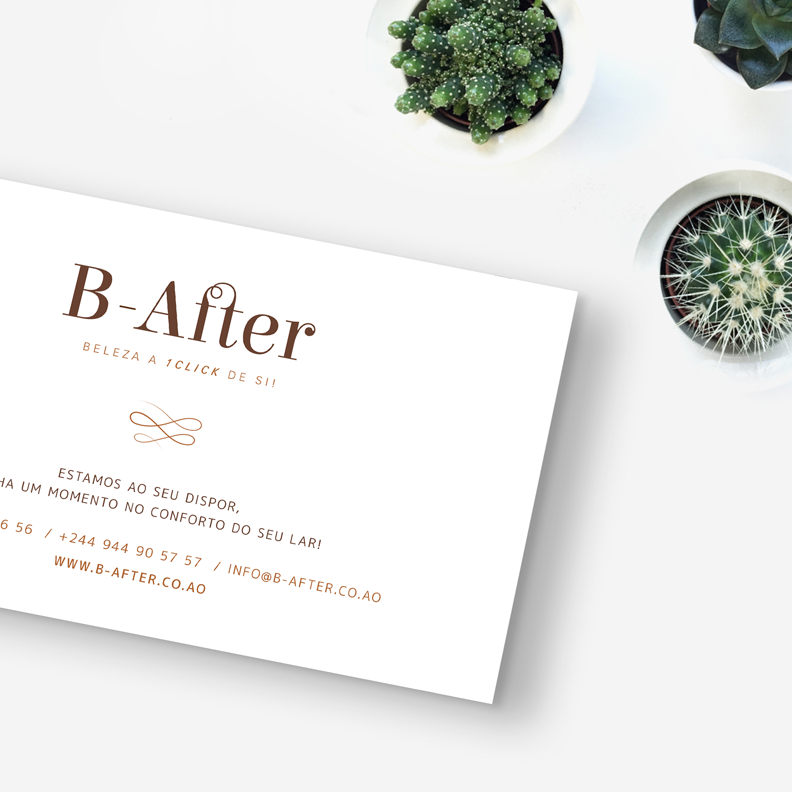 B-After
BELEZA A 1CLICK DE SI!
ESTAMOS AO SEU DISPOR,
UM MOMENTO NO CONFORTO DO SEU LAR!
6 56 / +244 944 90 57 57 / INFO@B-AFTER.CO.AO
WWW.B-AFTER.CO.AO